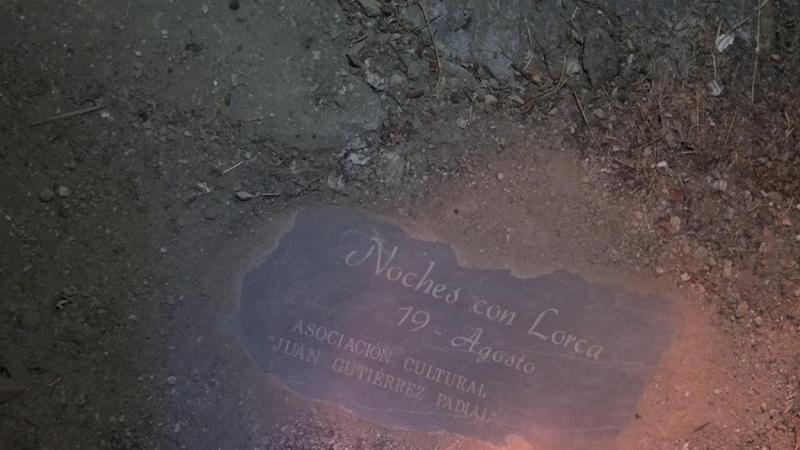 Noches con Lorca
19 - Agosto
ASOCIACIÓN CULTURAL
"JUAN GUTIÉRREZ PADIAL"